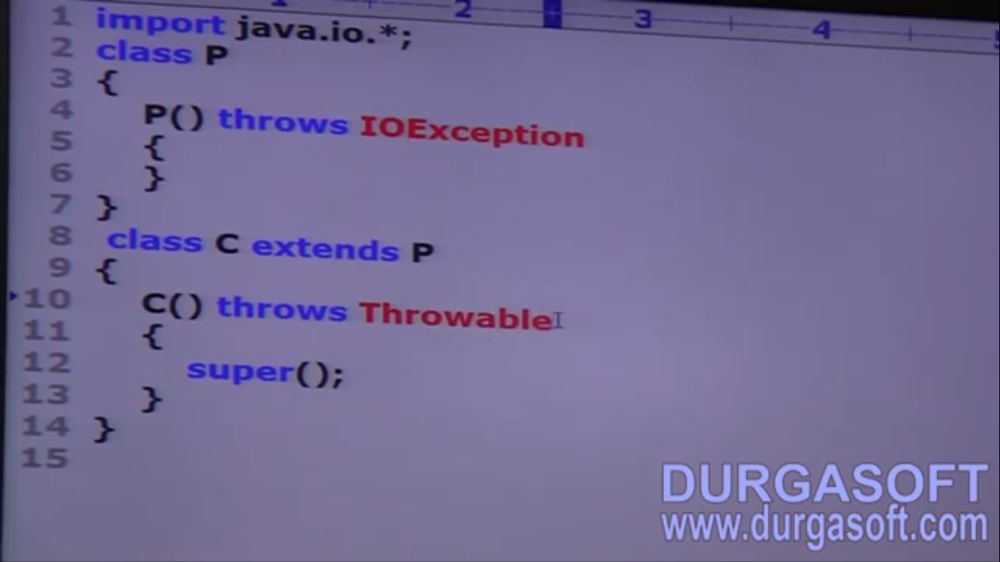 1 2 3 4
1 import java.io.*;
2 class P
3 {
4 P() throws IOException
5 {
6 }
7 }
8 class C extends P
9 {
10 C() throws Throwable
11 {
12 super();
13 }
14 }
15
DURGASOFT
www.durgasoft.com